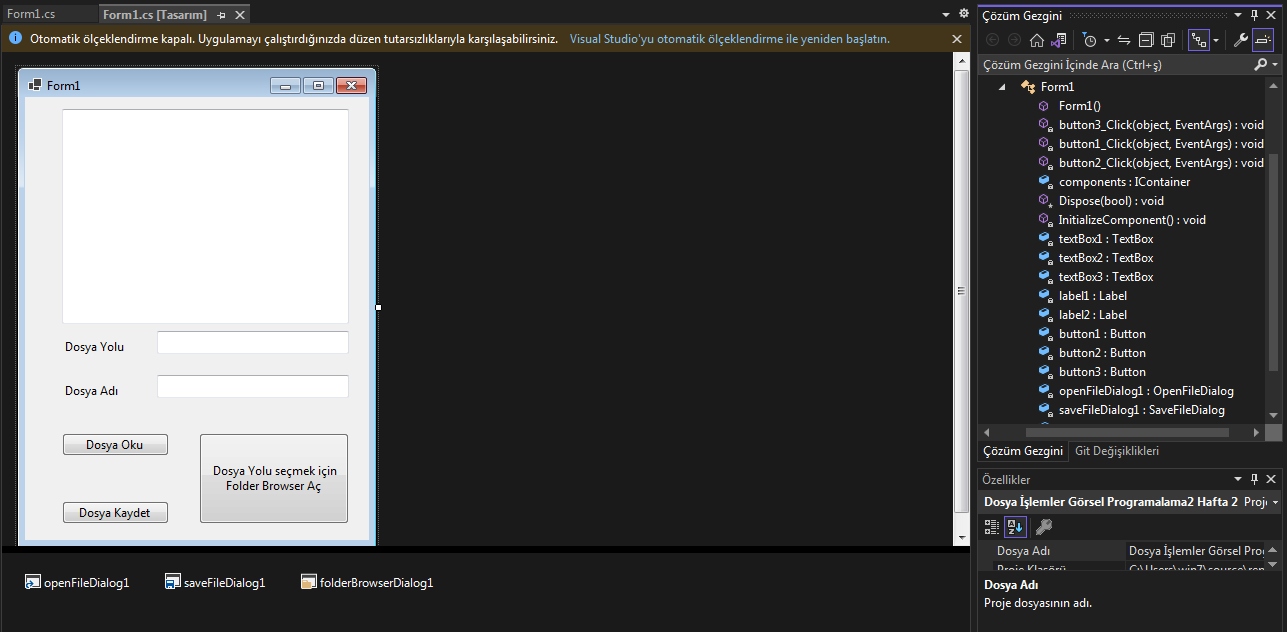 Form1.cs
Form1.cs [Tasarım]
Otomatik ölçeklendirme kapalı. Uygulamayı çalıştırdığınızda düzen tutarsızlıklarıyla karşılaşabilirsiniz. Visual Studio'yu otomatik ölçeklendirme ile yeniden başlatın.
Form1
Dosya Yolu
Dosya Adı
Dosya Oku
Dosya Yolu seçmek için
Folder Browser Aç
Dosya Kaydet
openFileDialog1
saveFileDialog1
folderBrowserDialog1
Çözüm Gezgini
Çözüm Gezgini İçinde Ara (Ctrl+ş)
Form1
Form1()
button3_Click(object, EventArgs) : void
button1_Click(object, EventArgs) : void
button2_Click(object, EventArgs) : void
components : IContainer
Dispose(bool) : void
InitializeComponent() : void
textBox1 : TextBox
textBox2 : TextBox
textBox3 : TextBox
label1 : Label
label2 : Label
button1 : Button
button2 : Button
button3 : Button
openFileDialog1 : OpenFileDialog
saveFileDialog1 : SaveFileDialog
Çözüm Gezgini
Git Değişiklikleri
Özellikler
Dosya İşlemler Görsel Programalama2 Hafta 2 Proj
Dosya Adı
Dosya İşlemler Görsel Prog
Proje Klasörü
C:\Users\win7\source\rep
Dosya Adı
Proje dosyasının adı.